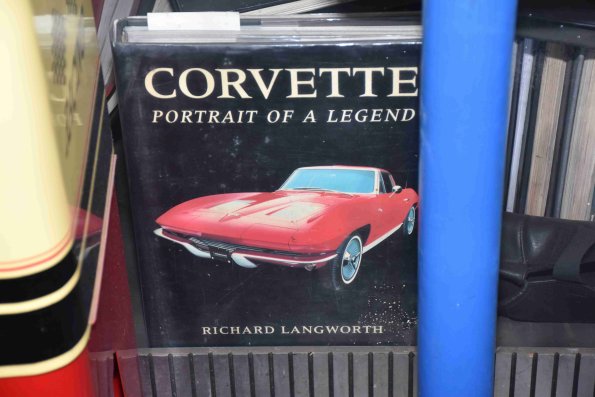 CORVETTE
PORTRAIT OF A LEGEND
RICHARD LANGWORTH